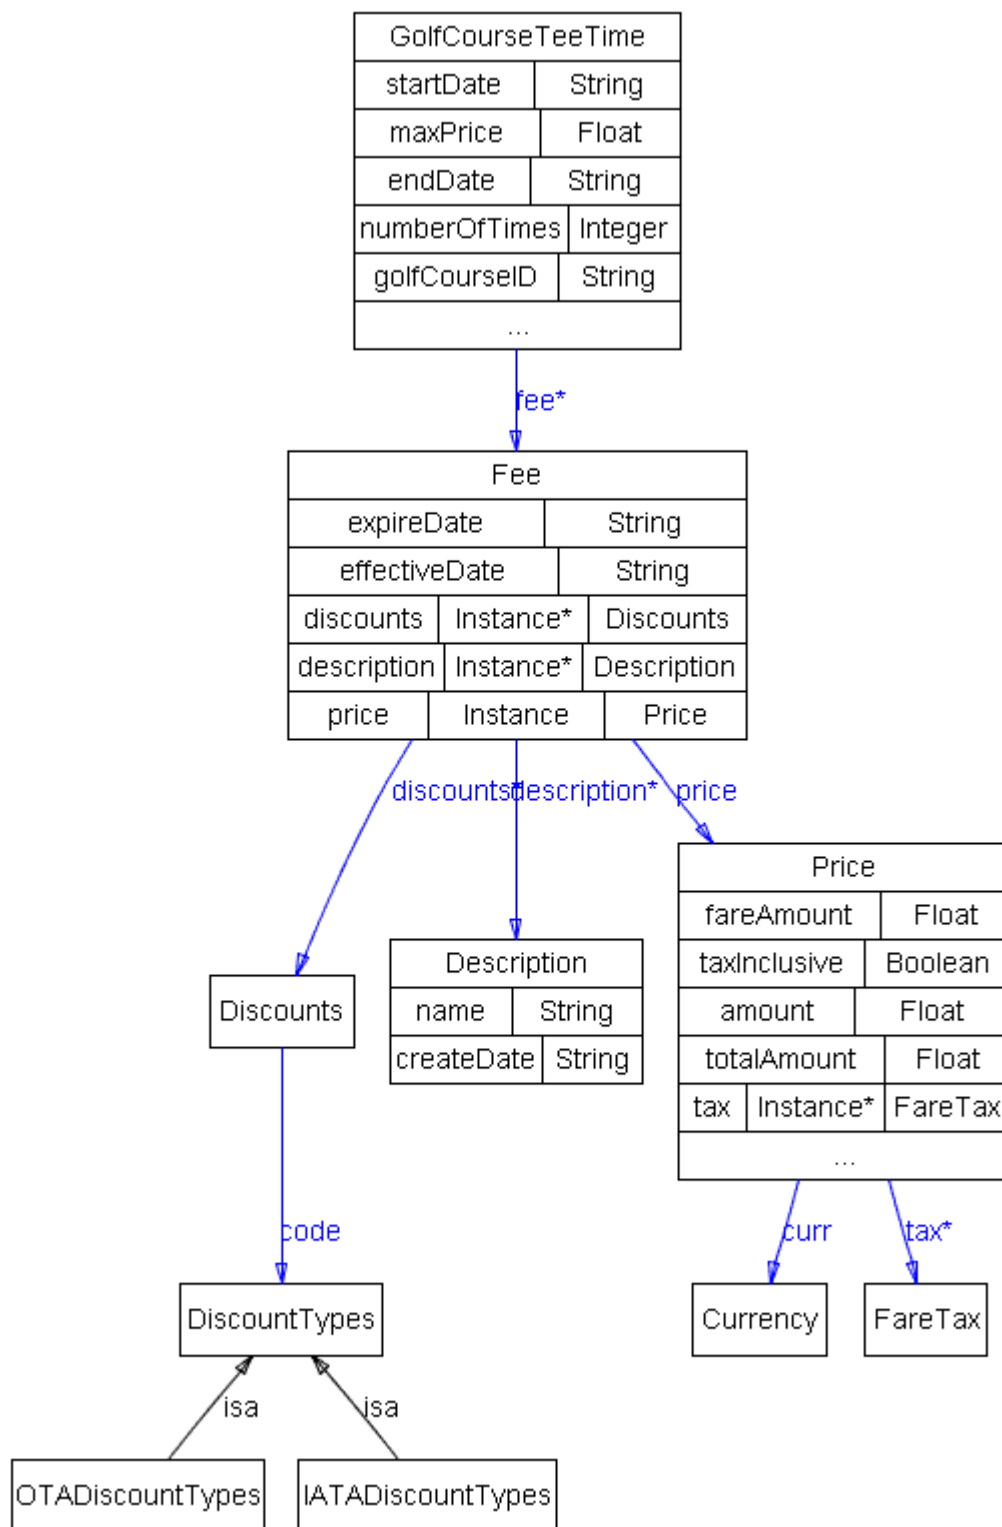 GolfCourseTeeTime
startDate String
maxPrice Float
endDate String
numberOfTimes Integer
golfCourseID String
...
fee*
Fee
expireDate String
effectiveDate String
discounts Instance* Discounts
description Instance* Description
price Instance Price
discounts* description* price
Price
fareAmount Float
taxInclusive Boolean
amount Float
totalAmount Float
tax Instance* FareTax
...
Description
name String
createDate String
Discounts
code
curr tax*
DiscountTypes
Currency FareTax
isa isa
OTADiscountTypes IATADiscountTypes